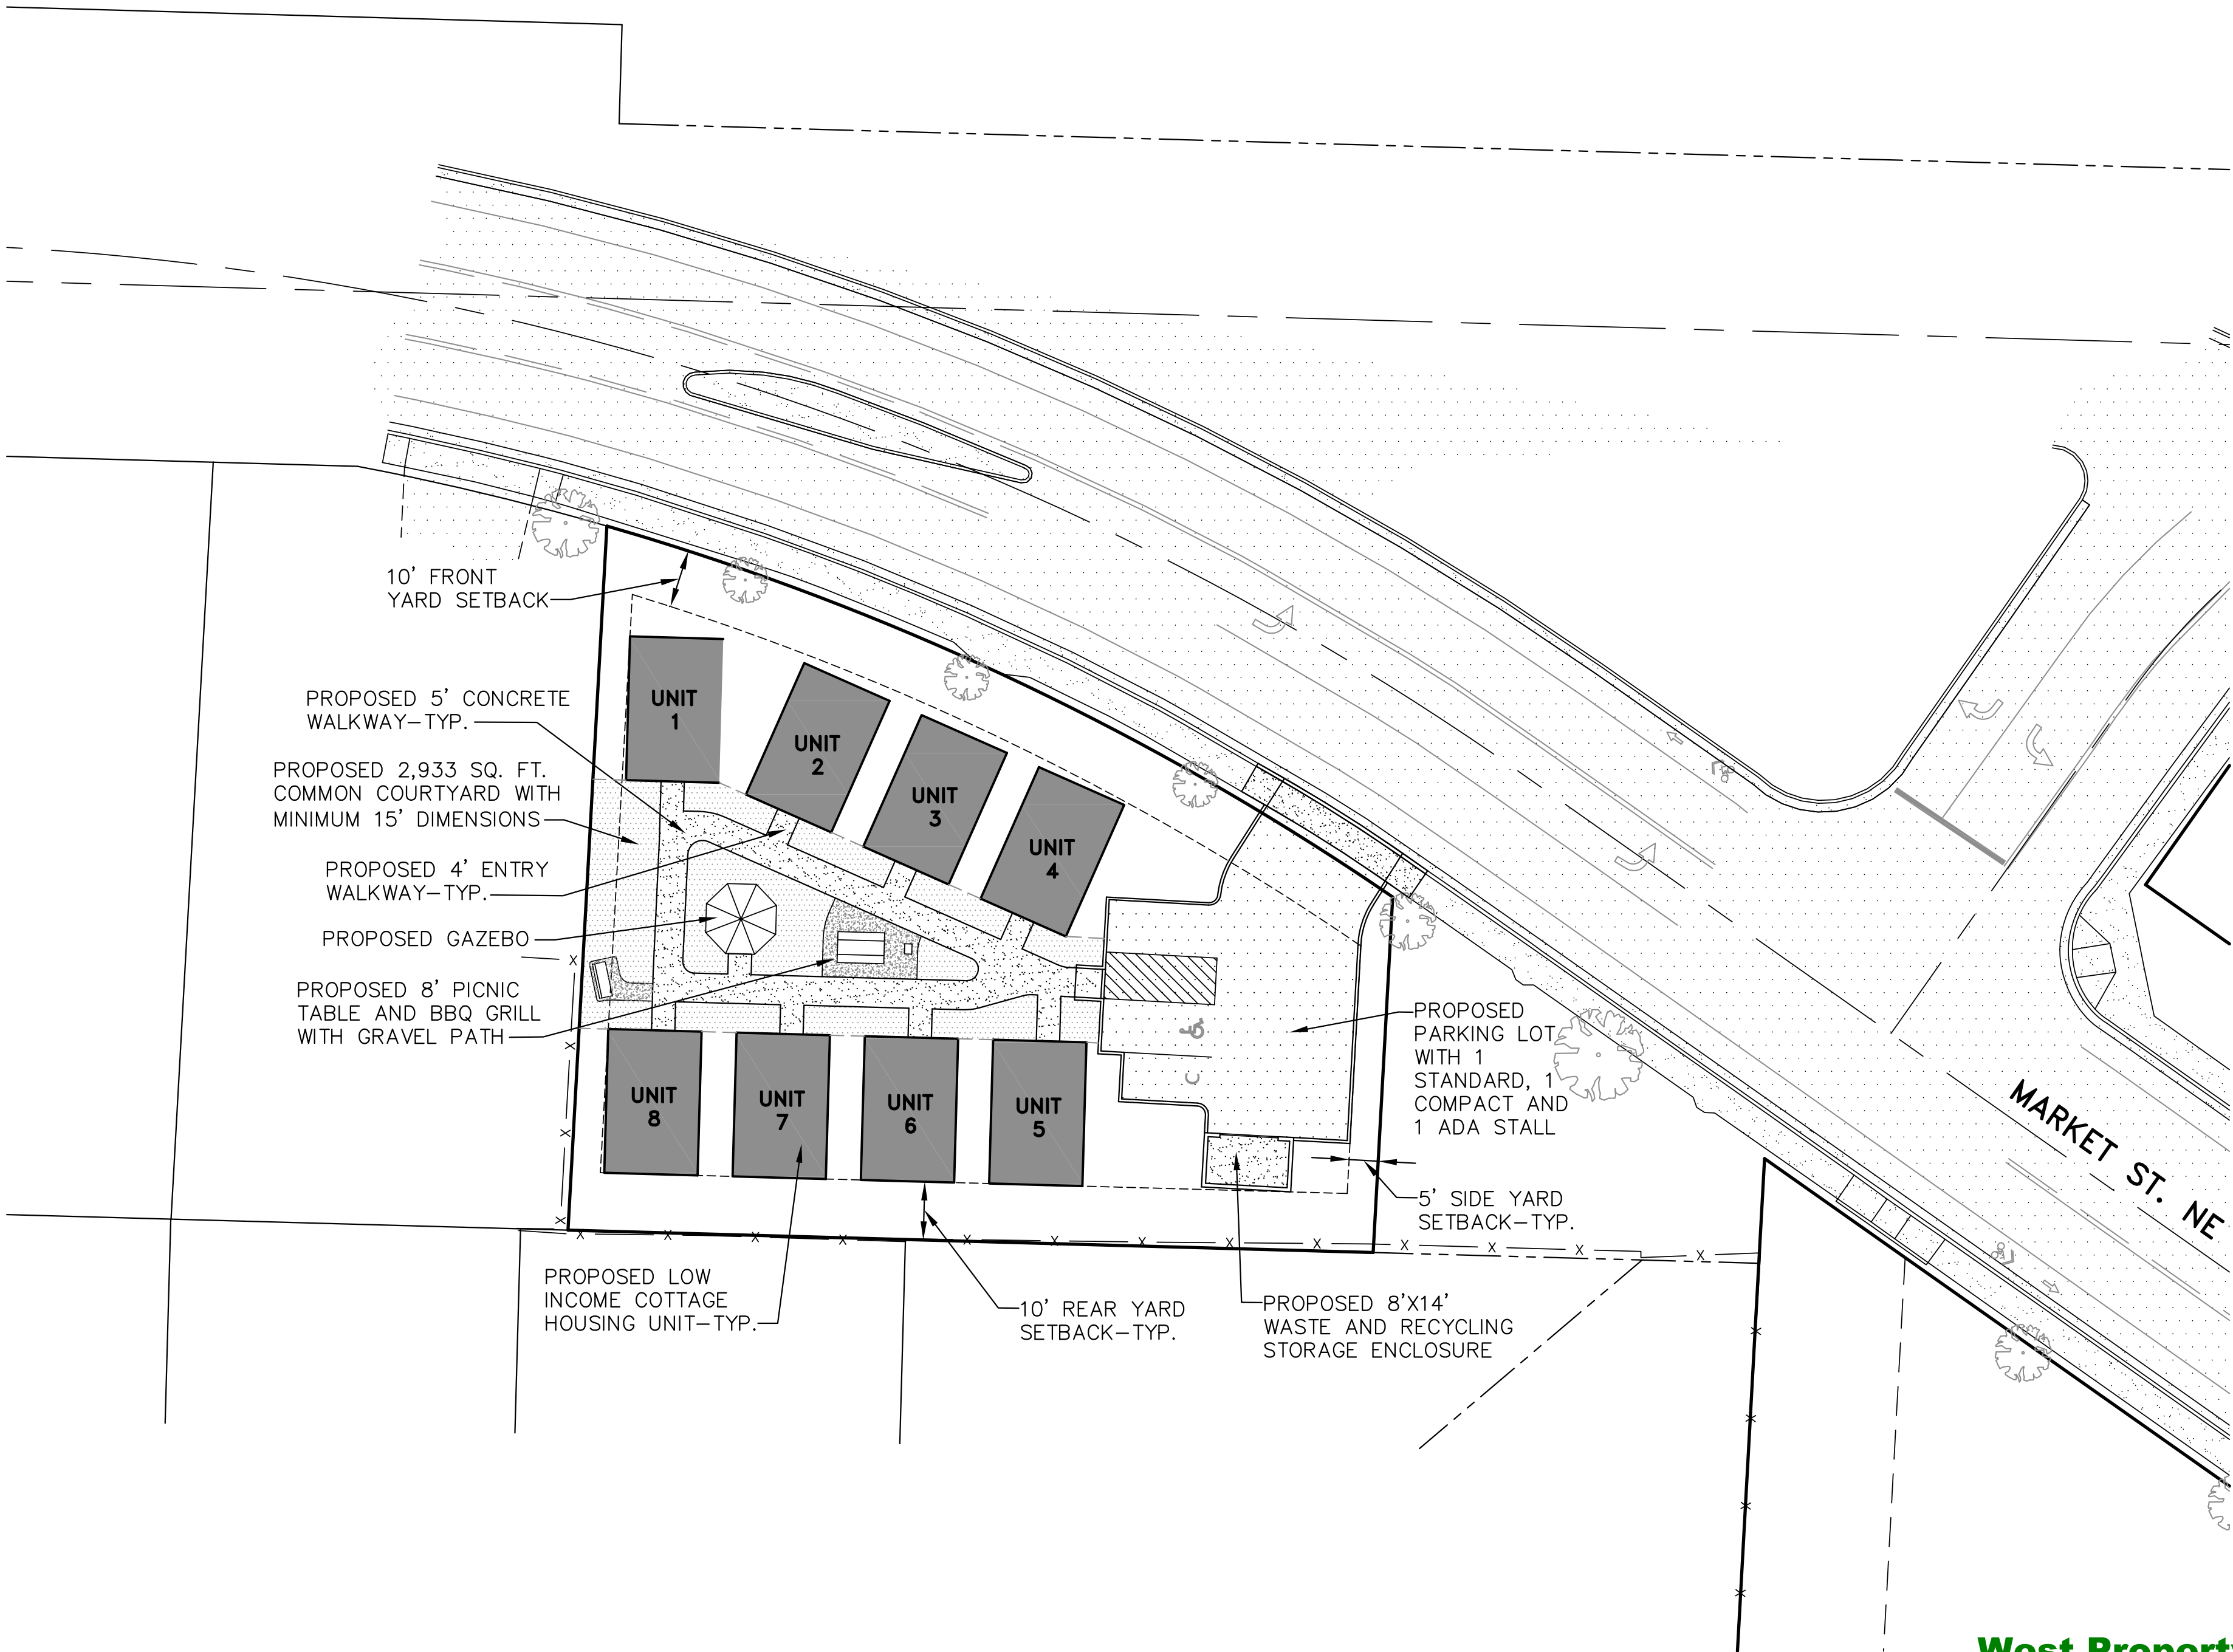 10' FRONT
YARD SETBACK
PROPOSED 5' CONCRETE
WALKWAY-TYP.
PROPOSED 2,933 SQ. FT.
COMMON COURTYARD WITH
MINIMUM 15' DIMENSIONS
PROPOSED 4' ENTRY
WALKWAY-TYP.
PROPOSED GAZEBO
PROPOSED 8' PICNIC
TABLE AND BBQ GRILL
WITH GRAVEL PATH
UNIT
1
UNIT
2
UNIT
3
UNIT
4
UNIT
8
UNIT
7
UNIT
6
UNIT
5
C
PROPOSED
PARKING LOT
WITH 1
STANDARD, 1
COMPACT AND
1 ADA STALL
5' SIDE YARD
SETBACK-TYP.
MARKET ST. NE
PROPOSED LOW
INCOME COTTAGE
HOUSING UNIT-TYP.
10' REAR YARD
SETBACK-TYP.
PROPOSED 8'X14'
WASTE AND RECYCLING
STORAGE ENCLOSURE
West Property